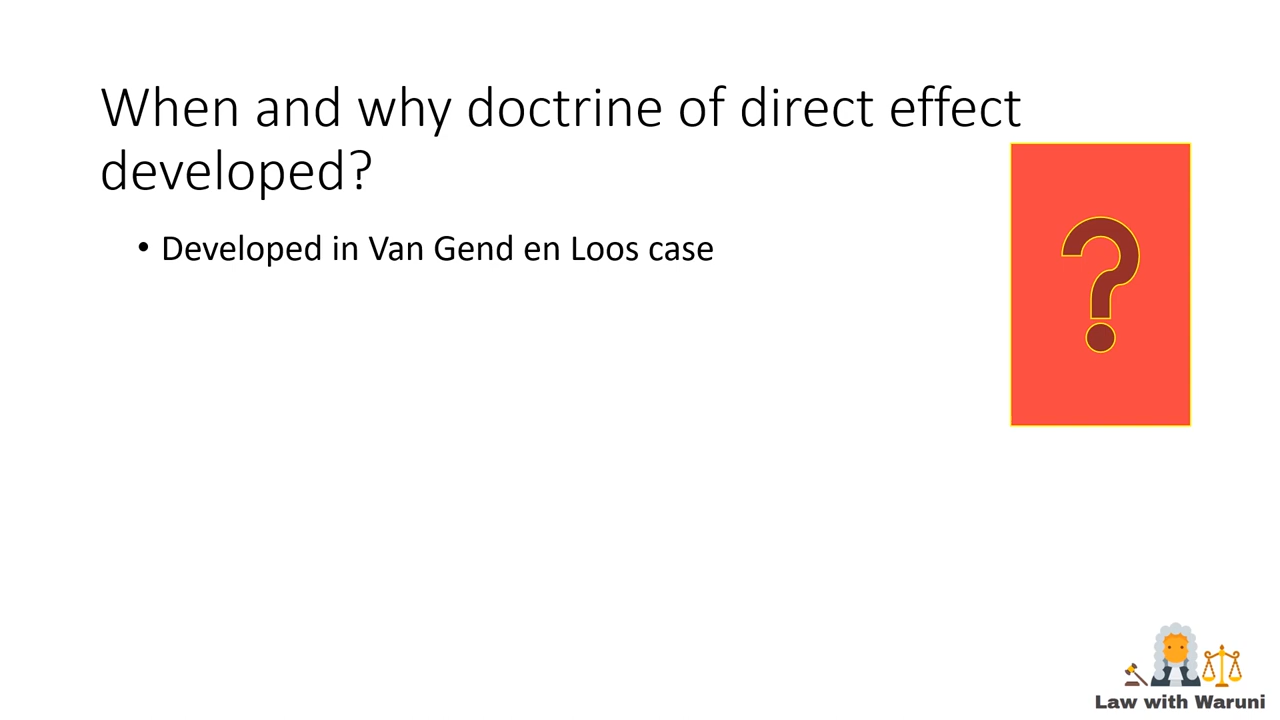 When and why doctrine of direct effect
developed?
• Developed in Van Gend en Loos case
?
Law with Waruni